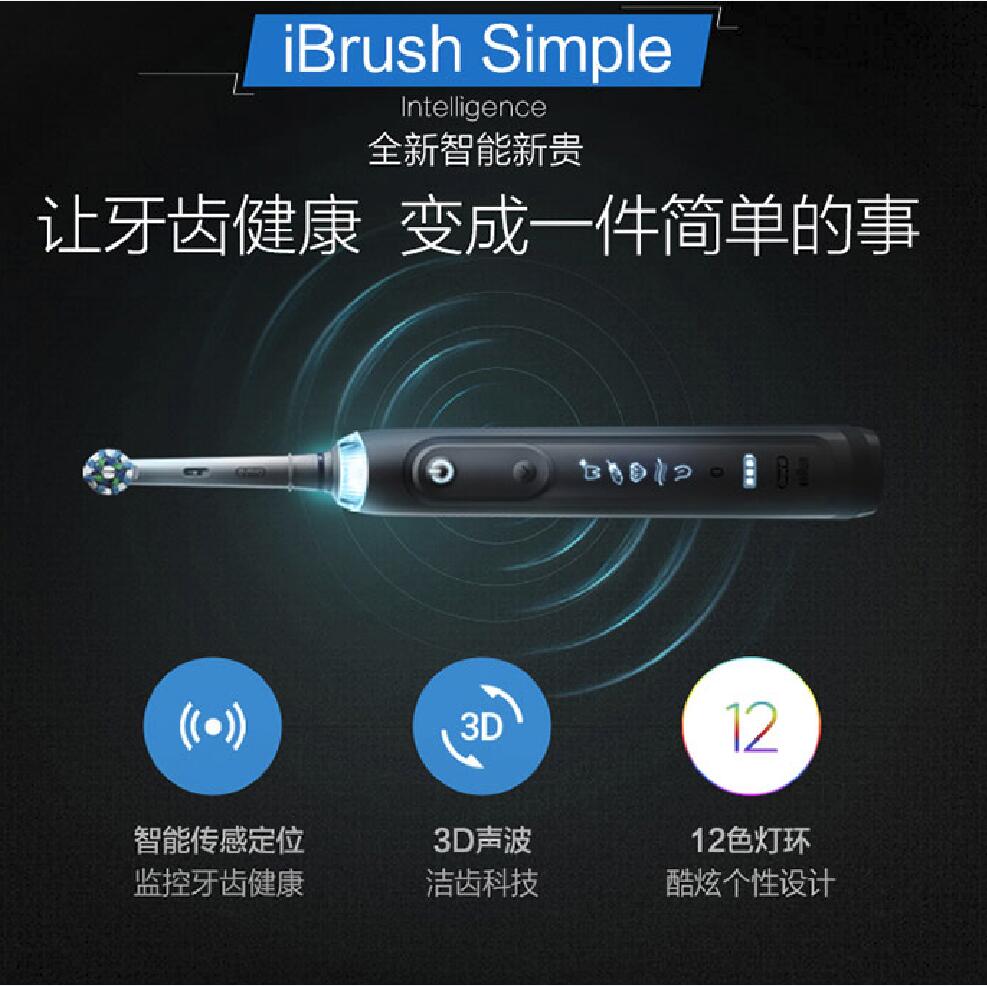 iBrush Simple
Intelligence
全新智能新贵
让牙齿健康 变成一件简单的事
3D
12
智能传感定位
3D声波
12色灯环
监控牙齿健康
洁齿科技
酷炫个性设计